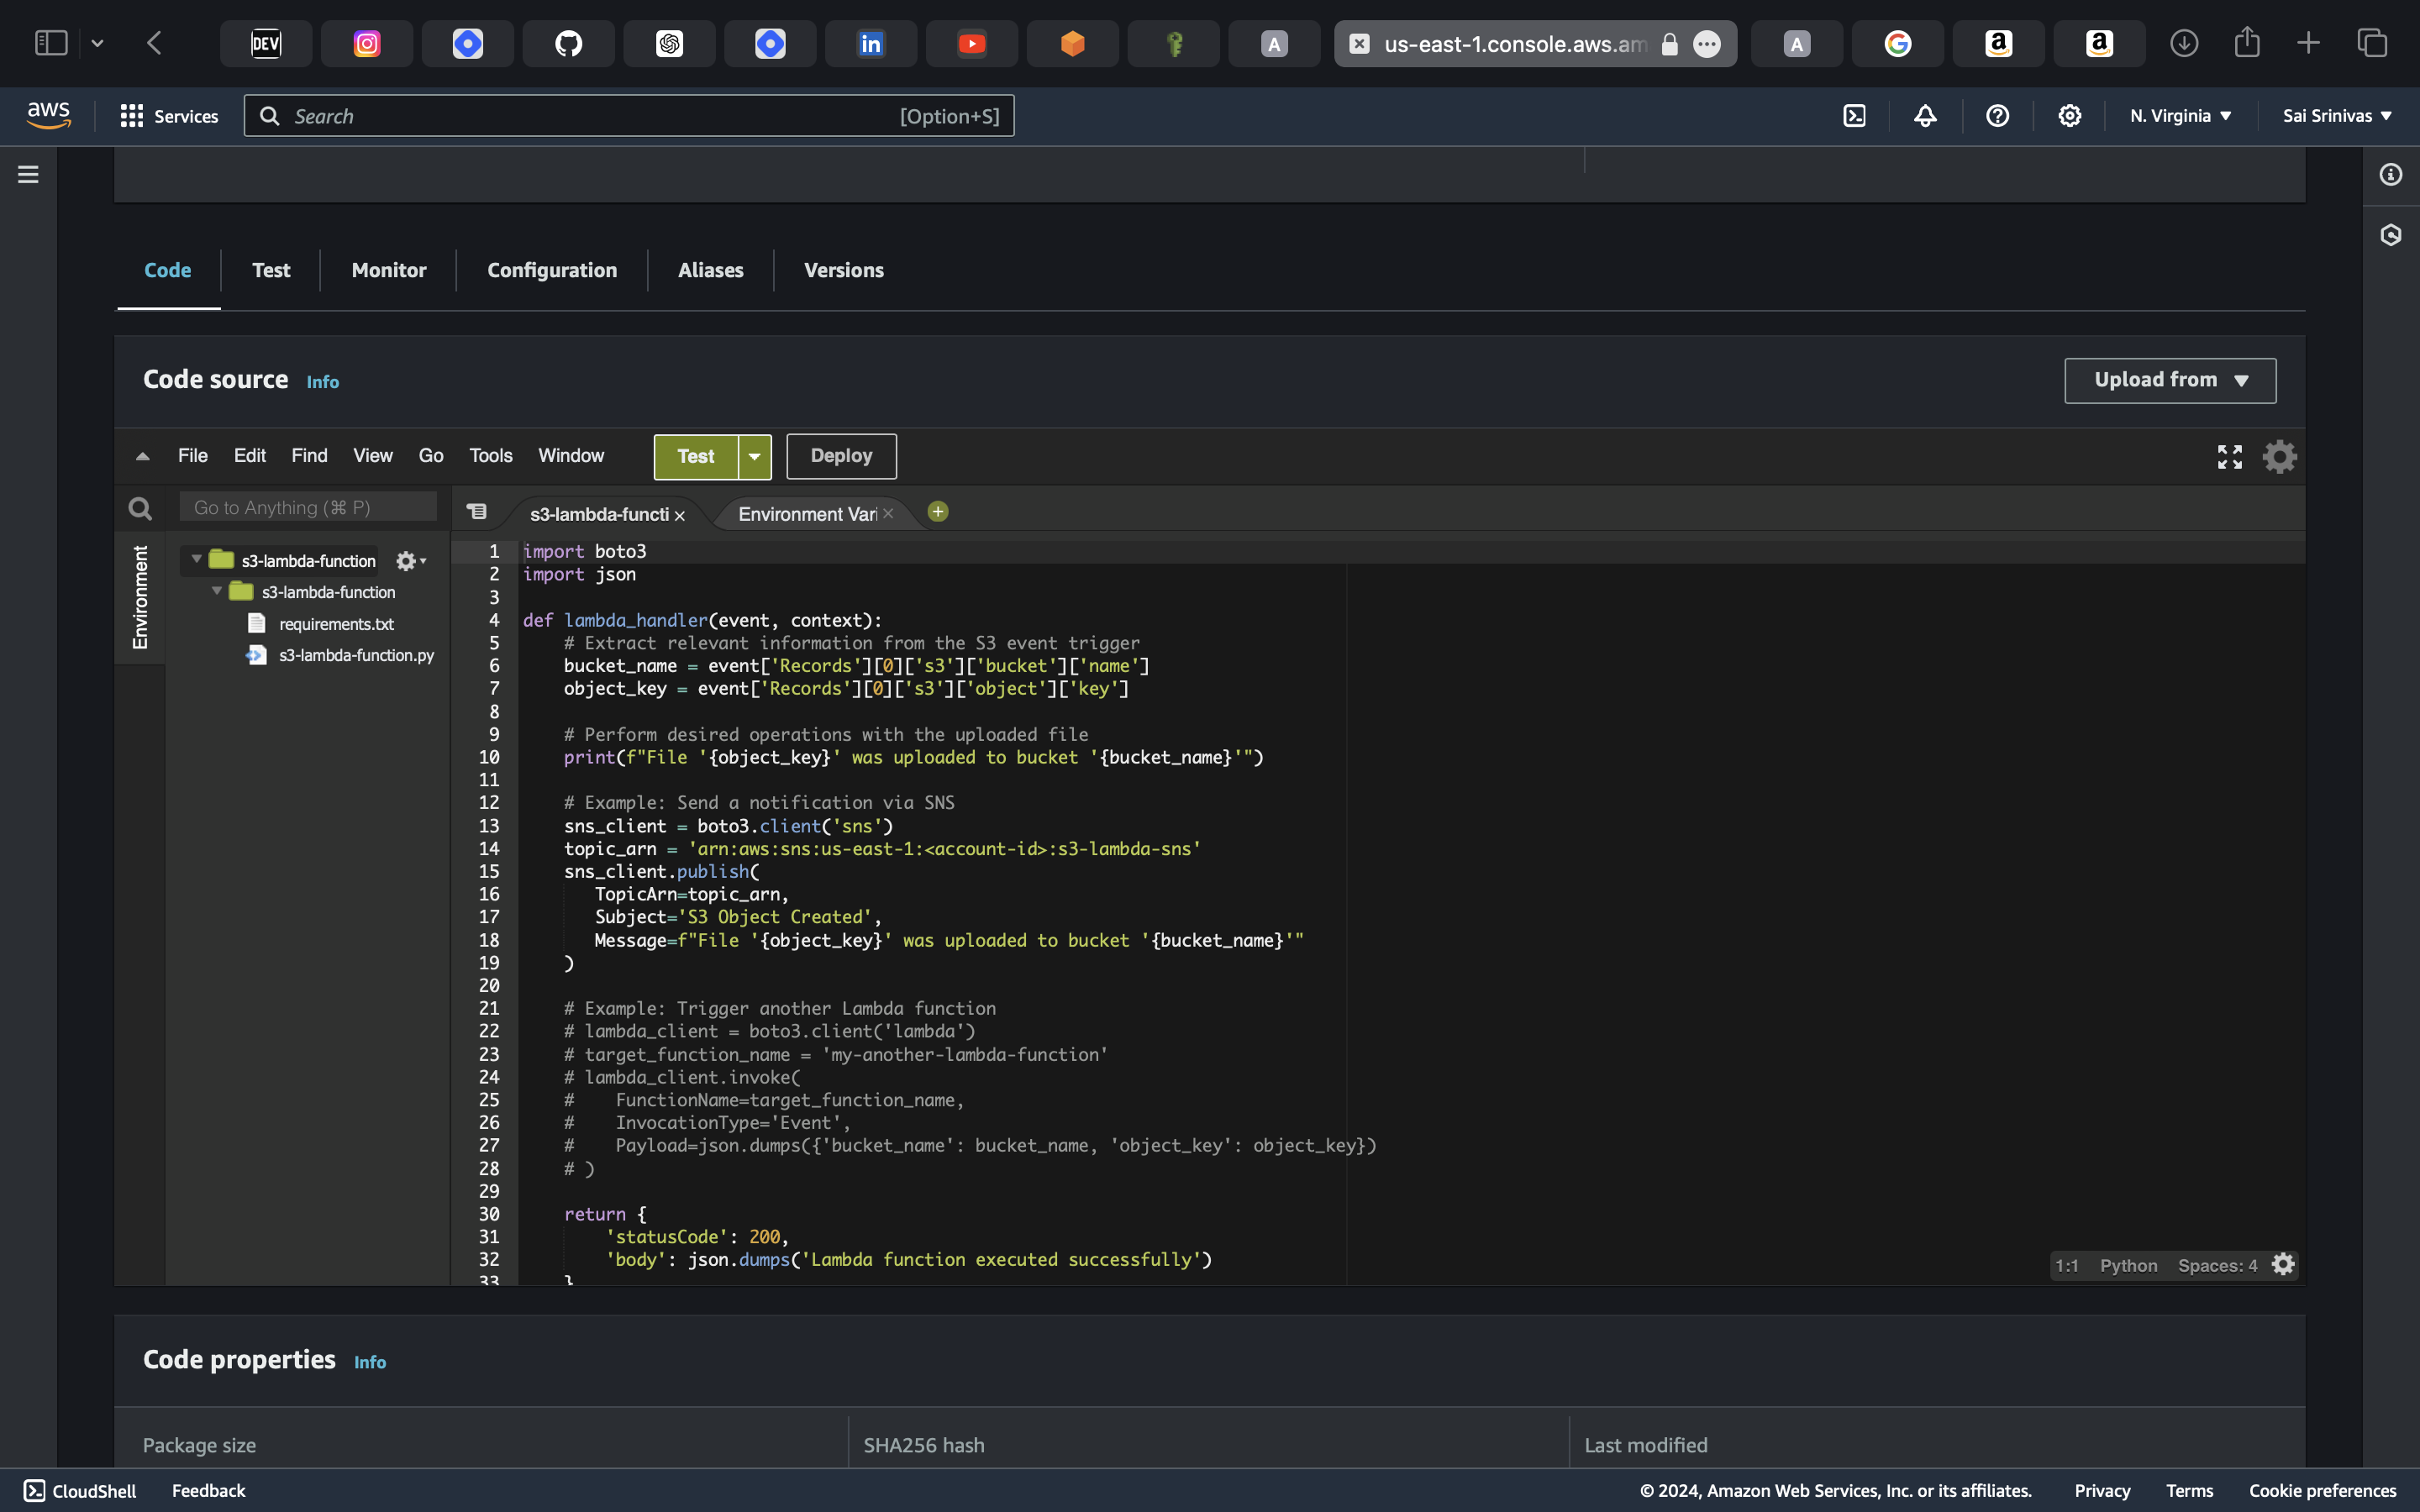 DEV
in
A
us-east-1.console.aws.am
A
G
a
a
aws
Services
Search
[Option+S]
N. Virginia ▼
Sai Srinivas ▼
Code
Test
Monitor
Configuration
Aliases
Versions
Code source Info
Upload from ▼
File Edit Find View Go Tools Window
Test
Deploy
Go to Anything (⌘ P)
s3-lambda-functi ×
Environment Vari ×
Environment
s3-lambda-function
s3-lambda-function
requirements.txt
s3-lambda-function.py
1 import boto3
2 import json
3
4 def lambda_handler(event, context):
5     # Extract relevant information from the S3 event trigger
6     bucket_name = event['Records'][0]['s3']['bucket']['name']
7     object_key = event['Records'][0]['s3']['object']['key']
8
9     # Perform desired operations with the uploaded file
10     print(f"File '{object_key}' was uploaded to bucket '{bucket_name}'")
11
12     # Example: Send a notification via SNS
13     sns_client = boto3.client('sns')
14     topic_arn = 'arn:aws:sns:us-east-1:<account-id>:s3-lambda-sns'
15     sns_client.publish(
16        TopicArn=topic_arn,
17        Subject='S3 Object Created',
18        Message=f"File '{object_key}' was uploaded to bucket '{bucket_name}'"
19     )
20
21     # Example: Trigger another Lambda function
22     # lambda_client = boto3.client('lambda')
23     # target_function_name = 'my-another-lambda-function'
24     # lambda_client.invoke(
25     #    FunctionName=target_function_name,
26     #    InvocationType='Event',
27     #    Payload=json.dumps({'bucket_name': bucket_name, 'object_key': object_key})
28     # )
29
30     return {
31         'statusCode': 200,
32         'body': json.dumps('Lambda function executed successfully')
33     }
1:1 Python Spaces: 4
Code properties Info
Package size
SHA256 hash
Last modified
CloudShell
Feedback
© 2024, Amazon Web Services, Inc. or its affiliates.
Privacy
Terms
Cookie preferences